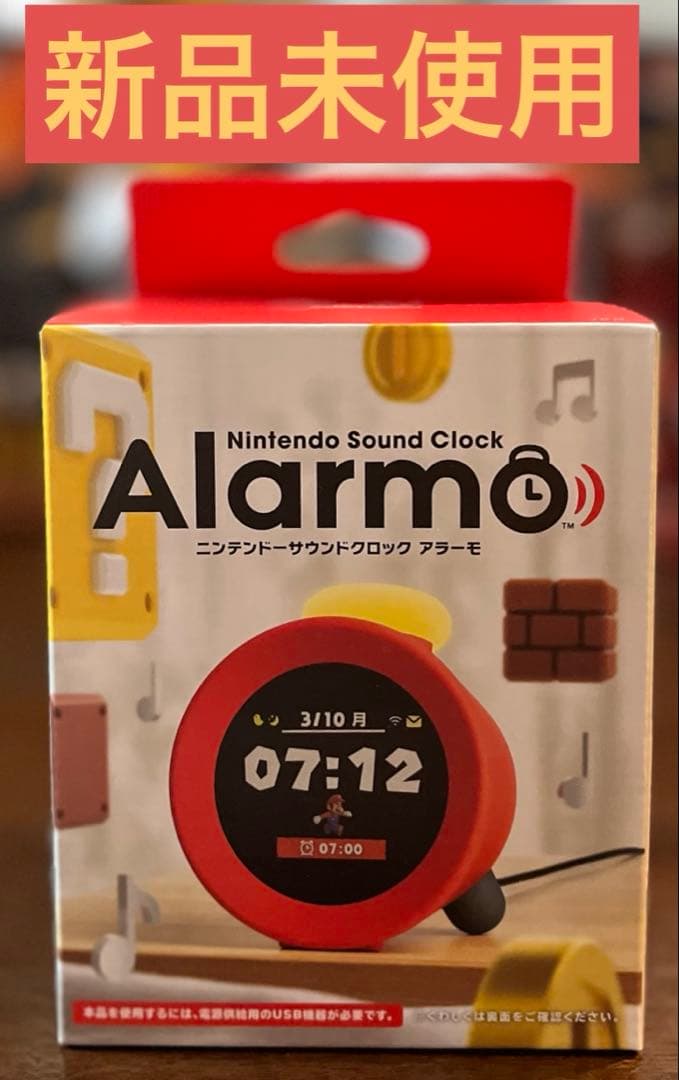 新品未使用
Nintendo Sound Clock
Alarmo
TM
ニンテンドーサウンドクロック アラーモ
3/10 月
07:12
07:00
本品を使用するには、電源供給用のUSB機器が必要です。
くわしくは裏面をご確認ください。